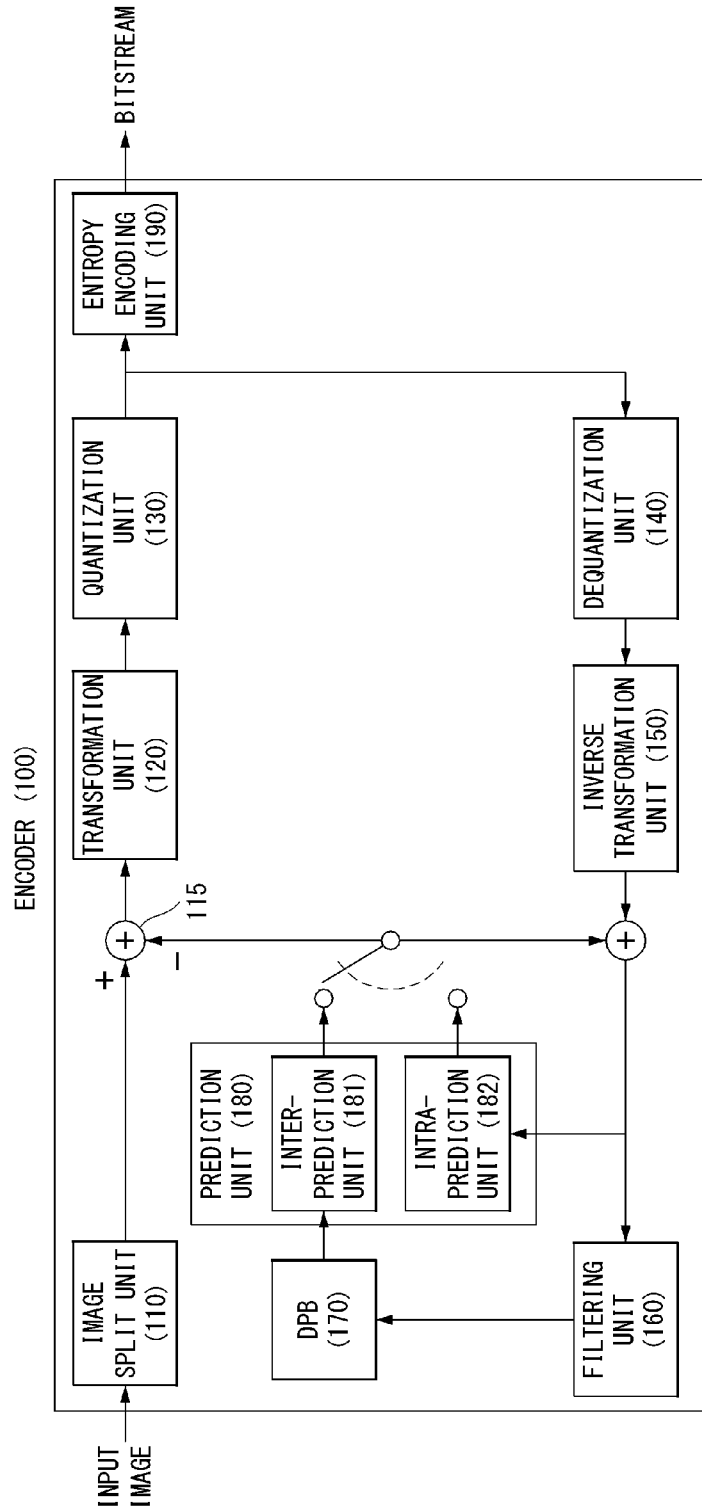 ENCODER (100)
INPUT
IMAGE
IMAGE
SPLIT UNIT
(110)
+
−
+
115
TRANSFORMATION
UNIT
(120)
QUANTIZATION
UNIT
(130)
ENTROPY
ENCODING
UNIT (190)
BITSTREAM
PREDICTION
UNIT (180)
INTER-
PREDICTION
UNIT (181)
INTRA-
PREDICTION
UNIT (182)
DPB
(170)
FILTERING
UNIT
(160)
+
INVERSE
TRANSFORMATION
UNIT (150)
DEQUANTIZATION
UNIT
(140)